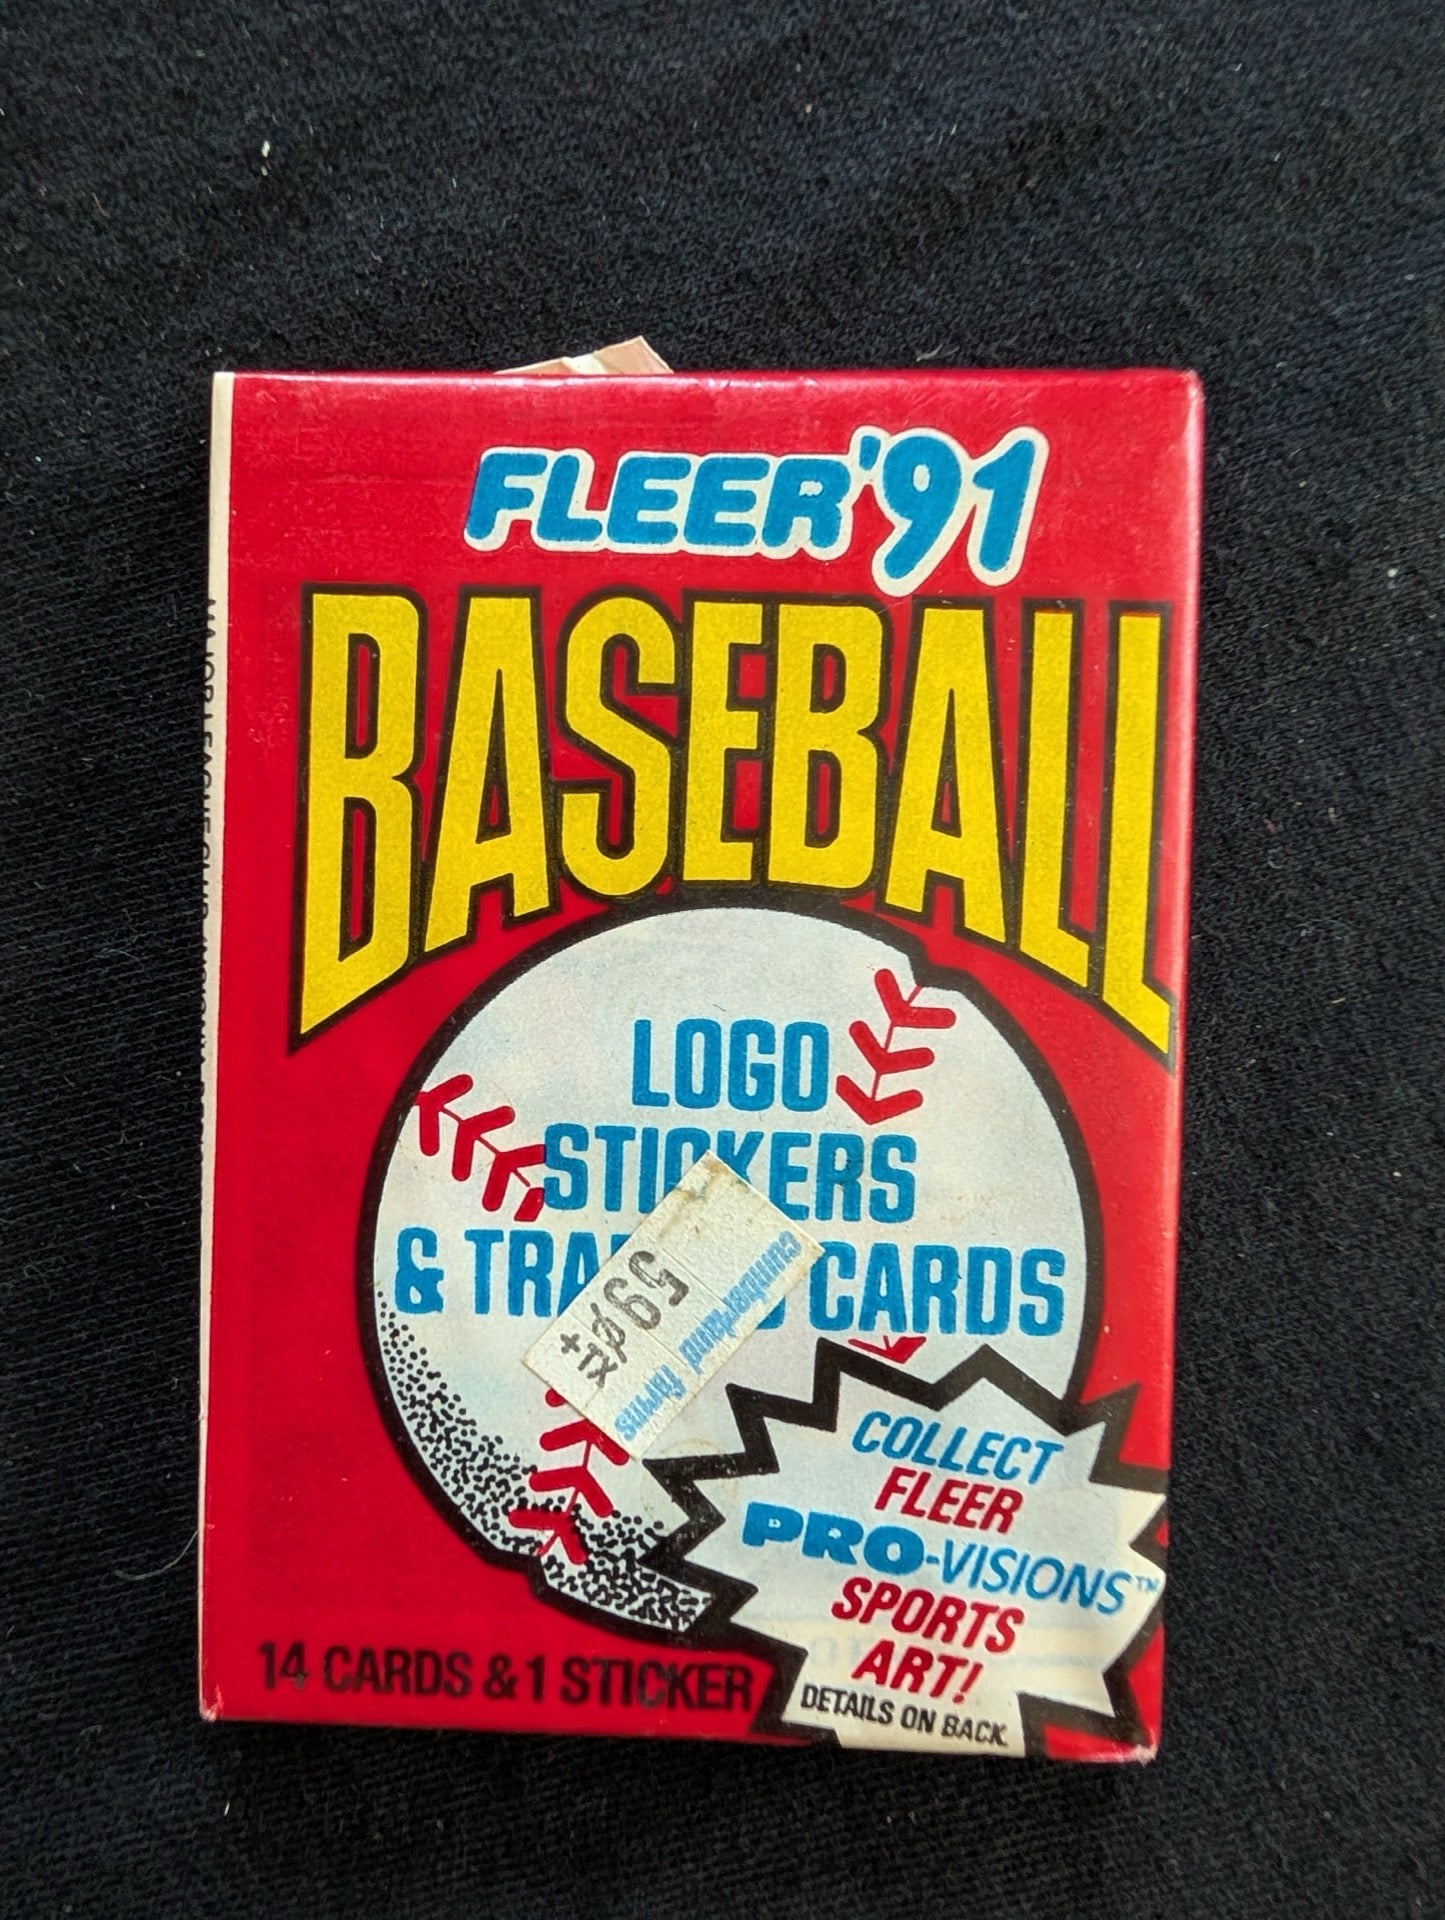 FLEER '91
BASEBALL
LOGO
STICKERS
& TRA CARDS
59¢
+TX
cumberland
farms
COLLECT
FLEER
PRO-VISIONS™
SPORTS
ART!
DETAILS ON BACK
14 CARDS & 1 STICKER